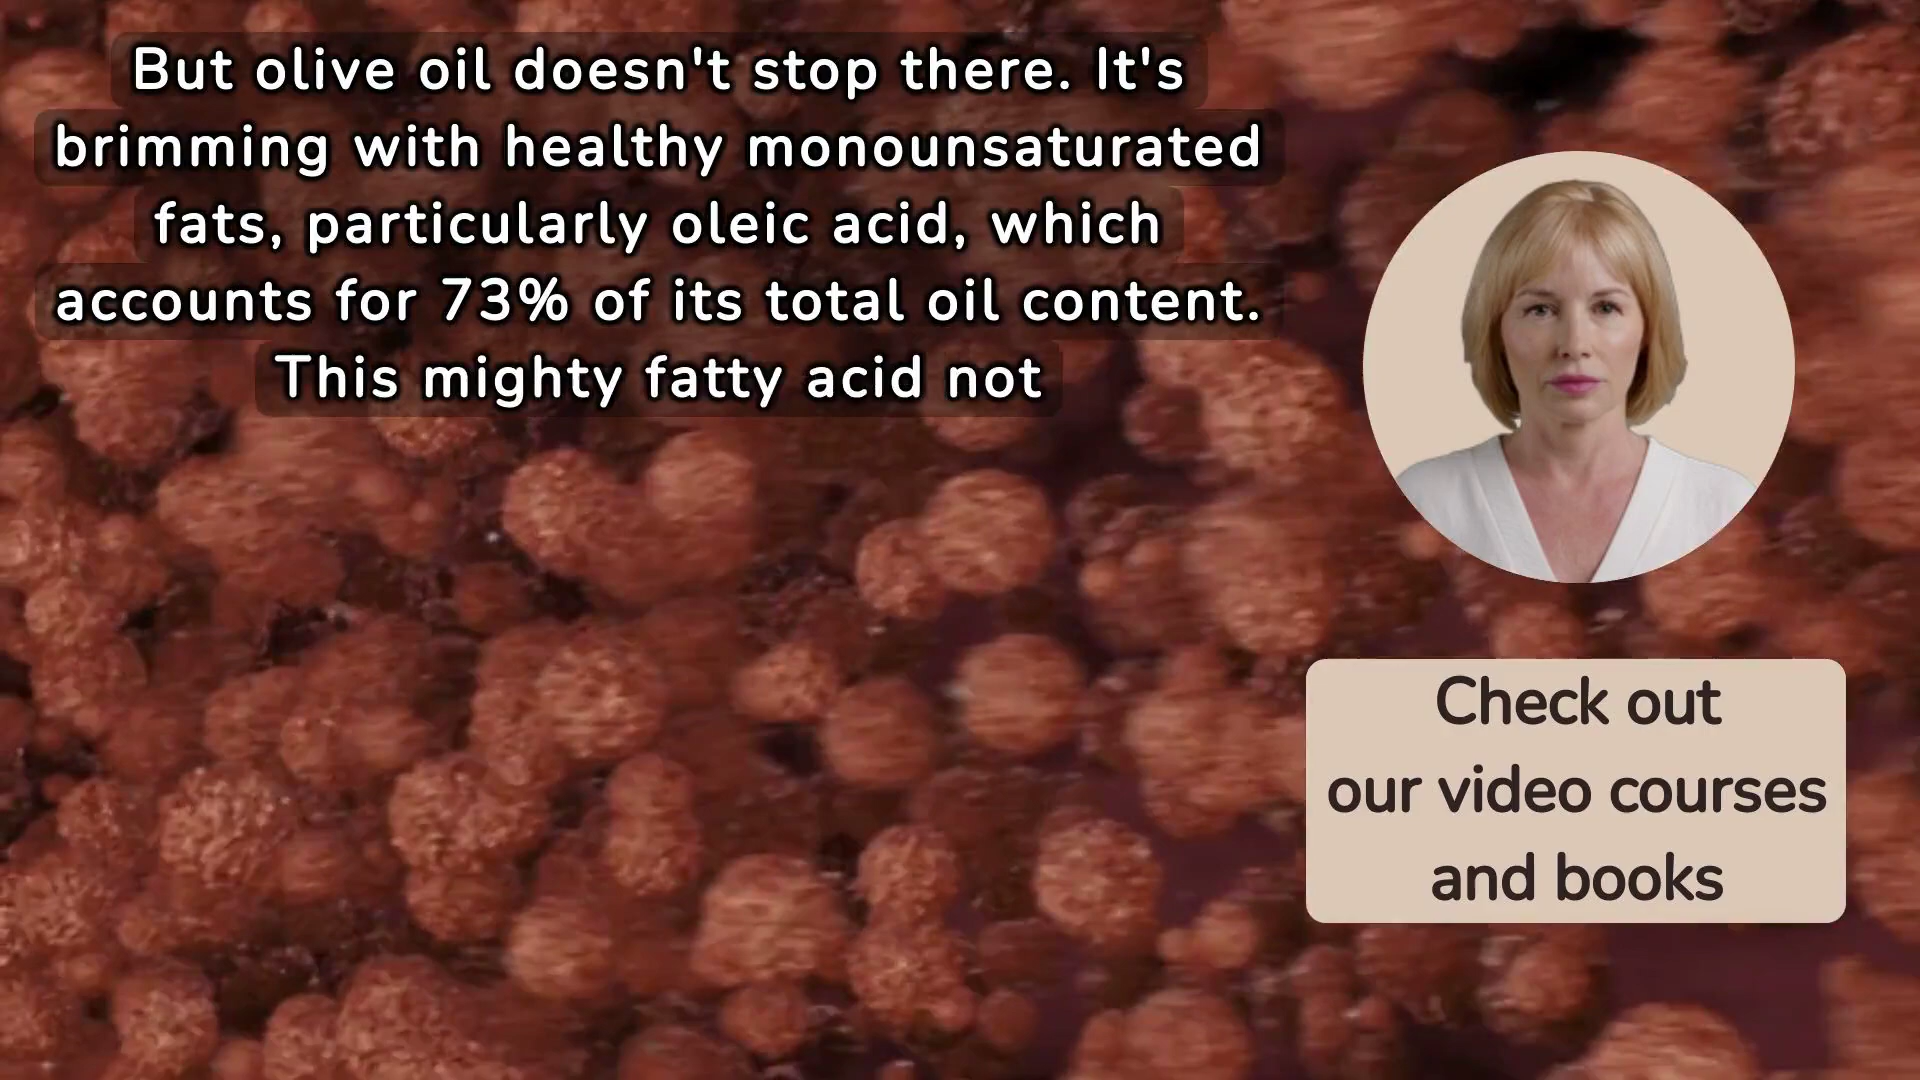 But olive oil doesn't stop there. It's
brimming with healthy monounsaturated
fats, particularly oleic acid, which
accounts for 73% of its total oil content.
This mighty fatty acid not
Check out
our video courses
and books